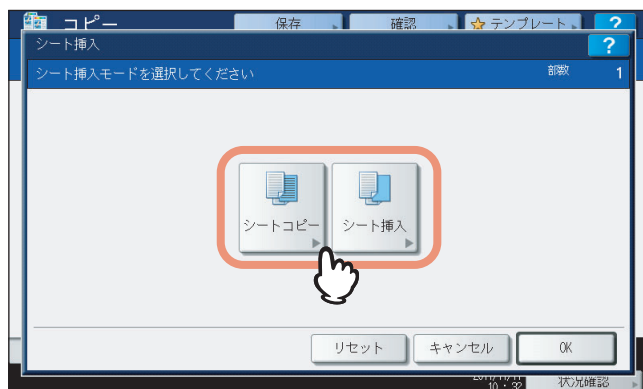 コピー 保存 確認 テンプレート ?
シート挿入 ?
シート挿入モードを選択してください 部数 1
シートコピー シート挿入
リセット キャンセル OK
10:32 状況確認